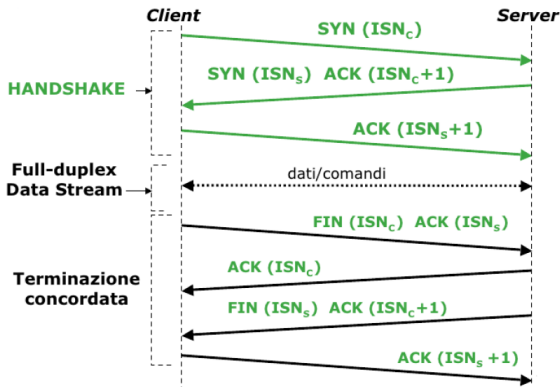 Client Server
SYN (ISNc)
SYN (ISNs) ACK (ISNc+1)
HANDSHAKE
ACK (ISNs+1)
Full-duplex
Data Stream
dati/comandi
FIN (ISNc) ACK (ISNs)
ACK (ISNc)
Terminazione
concordata
FIN (ISNs) ACK (ISNc+1)
ACK (ISNs +1)